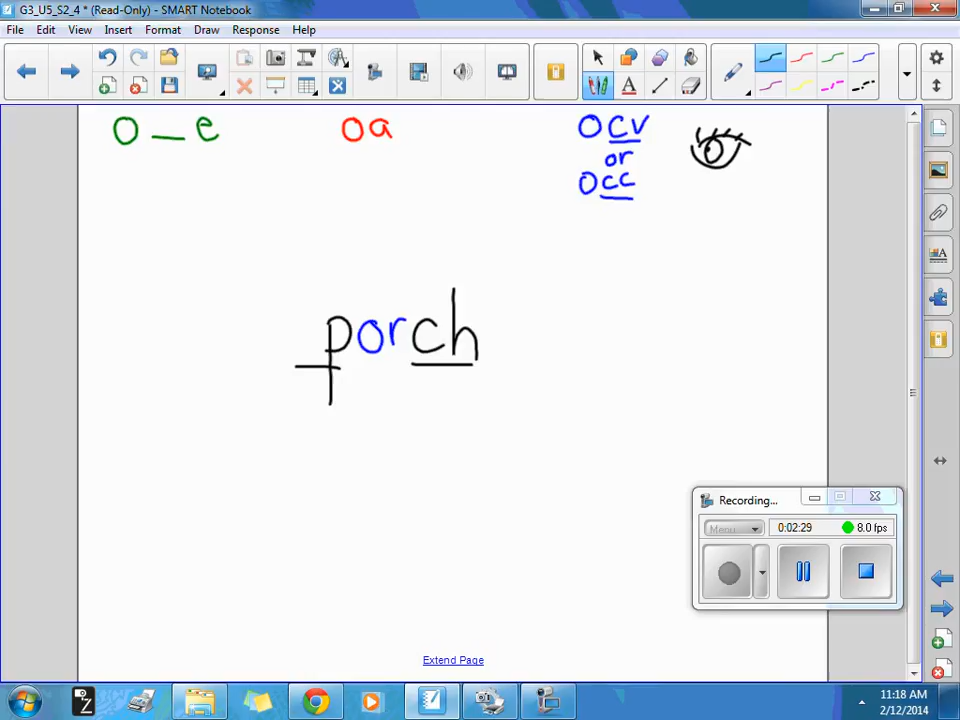 G3_U5_S2_4 * (Read-Only) - SMART Notebook
File Edit View Insert Format Draw Response Help
o _ e oa ocv
or
occ
porch
Recording...
Menu 0:02:29 8.0 fps
Extend Page
11:18 AM
2/12/2014